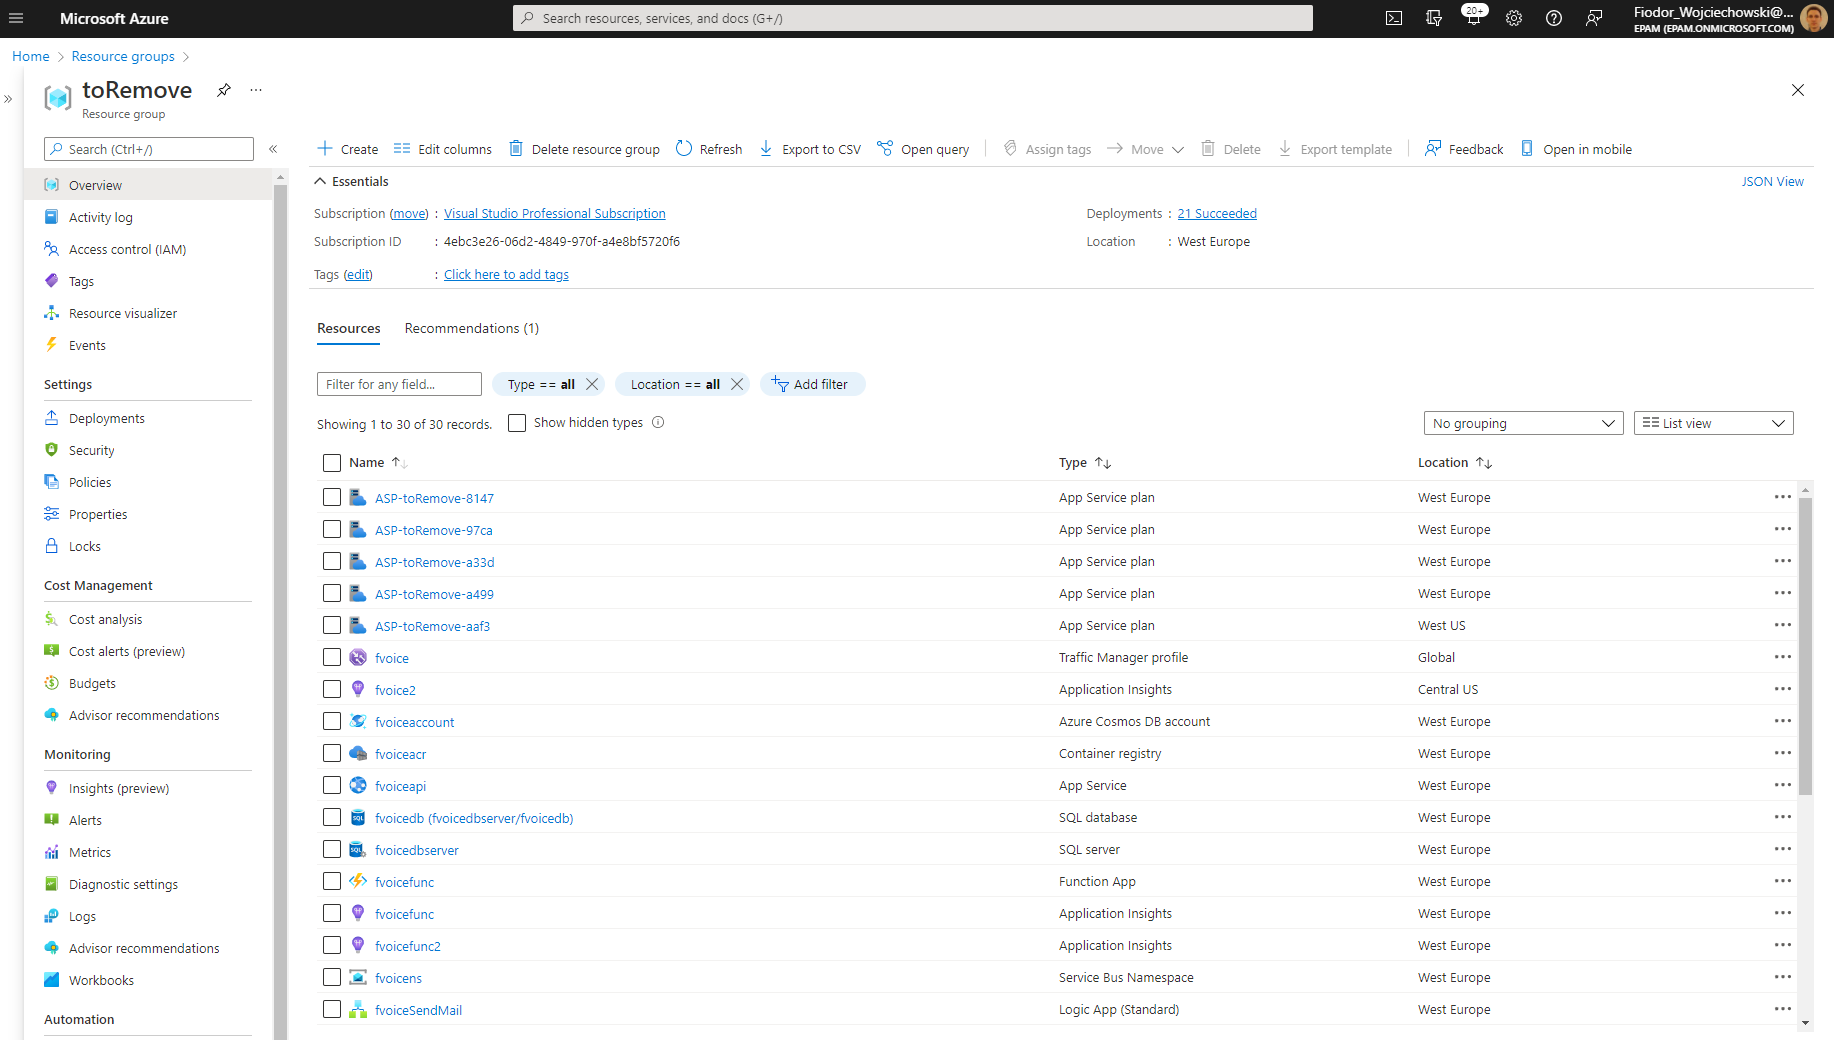 Microsoft Azure
Search resources, services, and docs (G+/)
20+
Fiodor_Wojciechowski@...
EPAM (EPAM.ONMICROSOFT.COM)
Home > Resource groups >
toRemove
Resource group
Search (Ctrl+/)
Overview
Activity log
Access control (IAM)
Tags
Resource visualizer
Events
Settings
Deployments
Security
Policies
Properties
Locks
Cost Management
Cost analysis
Cost alerts (preview)
Budgets
Advisor recommendations
Monitoring
Insights (preview)
Alerts
Metrics
Diagnostic settings
Logs
Advisor recommendations
Workbooks
Automation
Create Edit columns Delete resource group Refresh Export to CSV Open query Assign tags Move Delete Export template Feedback Open in mobile
Essentials
JSON View
Subscription (move) : Visual Studio Professional Subscription
Subscription ID : 4ebc3e26-06d2-4849-970f-a4e8bf5720f6
Tags (edit) : Click here to add tags
Deployments : 21 Succeeded
Location : West Europe
Resources Recommendations (1)
Filter for any field... Type == all Location == all Add filter
Showing 1 to 30 of 30 records. Show hidden types No grouping List view
Name Type Location
ASP-toRemove-8147 App Service plan West Europe
ASP-toRemove-97ca App Service plan West Europe
ASP-toRemove-a33d App Service plan West Europe
ASP-toRemove-a499 App Service plan West Europe
ASP-toRemove-aaf3 App Service plan West US
fvoice Traffic Manager profile Global
fvoice2 Application Insights Central US
fvoiceaccount Azure Cosmos DB account West Europe
fvoiceacr Container registry West Europe
fvoiceapi App Service West Europe
fvoicedb (fvoicedbserver/fvoicedb) SQL database West Europe
fvoicedbserver SQL server West Europe
fvoicefunc Function App West Europe
fvoicefunc Application Insights West Europe
fvoicefunc2 Application Insights West Europe
fvoicens Service Bus Namespace West Europe
fvoiceSendMail Logic App (Standard) West Europe